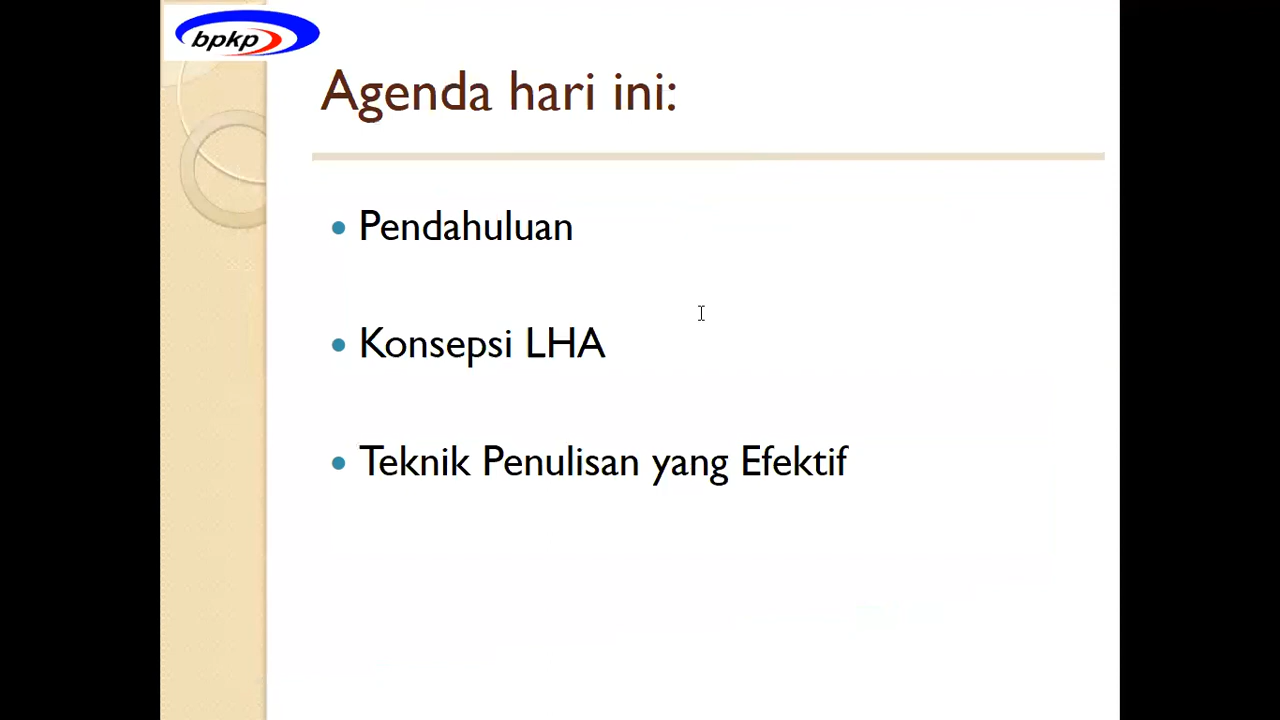 bpkp
Agenda hari ini:
Pendahuluan
Konsepsi LHA
Teknik Penulisan yang Efektif